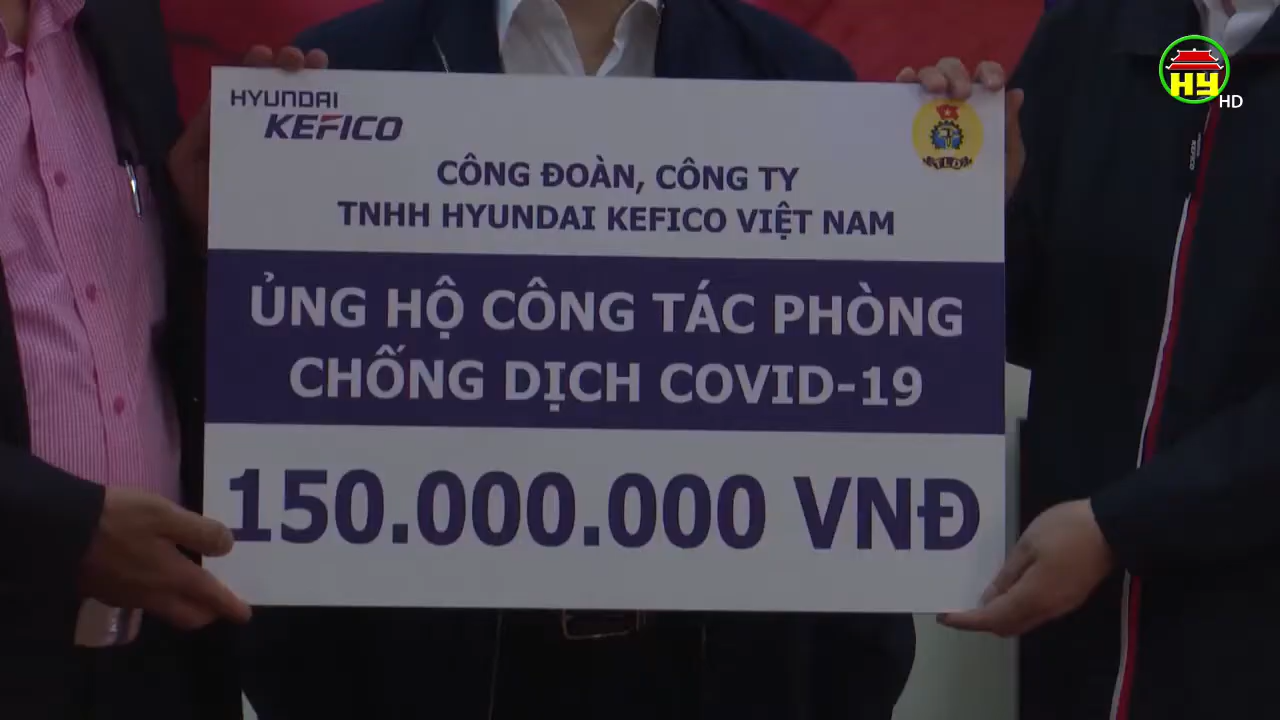 HYUNDAI
KEFICO
TLD
CÔNG ĐOÀN, CÔNG TY
TNHH HYUNDAI KEFICO VIỆT NAM
ỦNG HỘ CÔNG TÁC PHÒNG
CHỐNG DỊCH COVID-19
150.000.000 VNĐ
HY
HD